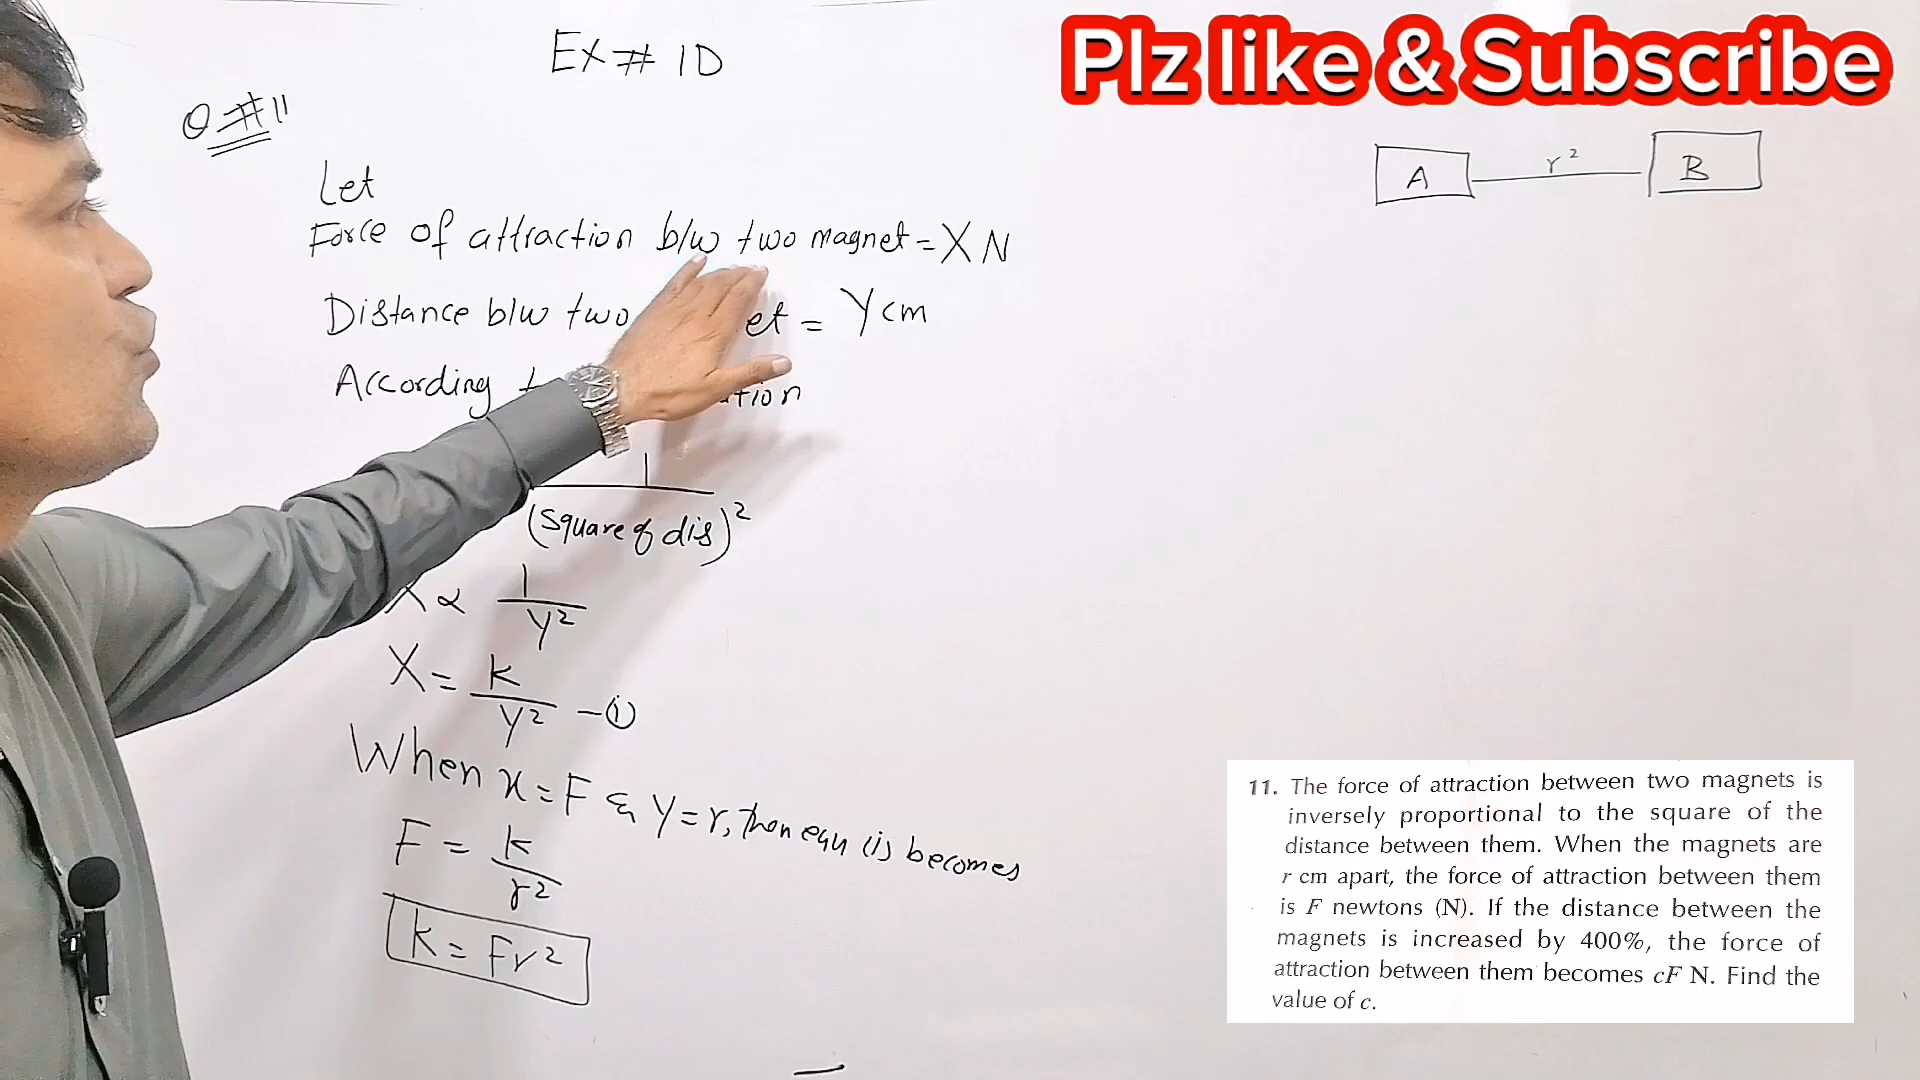 Plz like & Subscribe
Ex # 1D
Q #11
A r² B
Let
Force of attraction b/w two magnet = X N
Distance b/w two et = Y cm
According
1
(Square of dis)²
X ∝ 1/Y²
X = k/Y² —(i)
When x = F & Y = r, then equ (i) becomes
F = k/r²
k = Fr²
11. The force of attraction between two magnets is
inversely proportional to the square of the
distance between them. When the magnets are
r cm apart, the force of attraction between them
is F newtons (N). If the distance between the
magnets is increased by 400%, the force of
attraction between them becomes cF N. Find the
value of c.